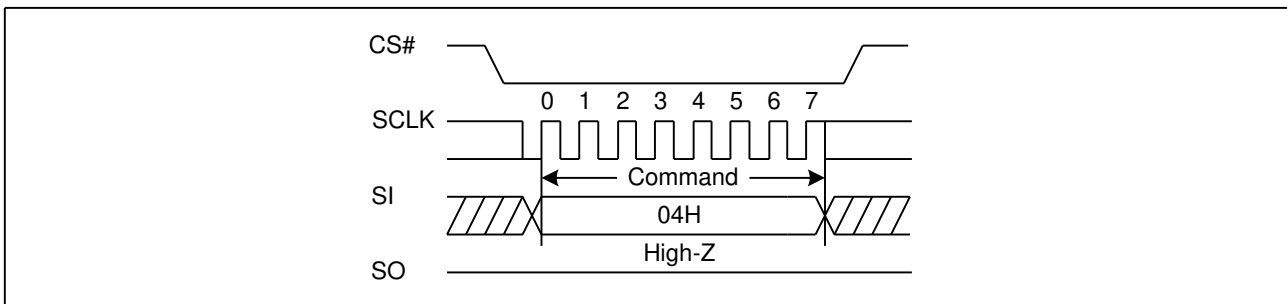 CS#
0 1 2 3 4 5 6 7
SCLK
Command
SI
04H
High-Z
SO